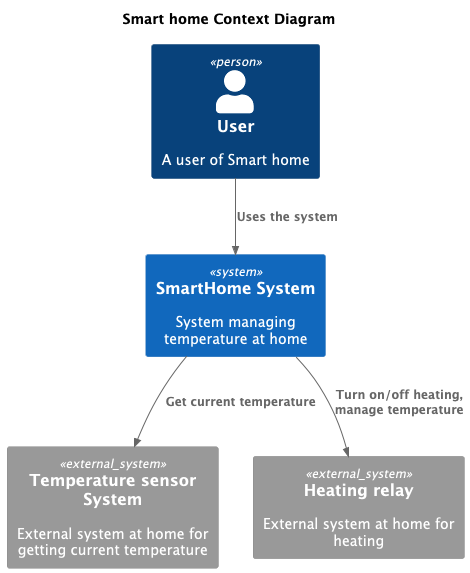 Smart home Context Diagram
«person»
User
A user of Smart home
Uses the system
«system»
SmartHome System
System managing
temperature at home
Get current temperature
Turn on/off heating,
manage temperature
«external_system»
Temperature sensor
System
External system at home for
getting current temperature
«external_system»
Heating relay
External system at home for
heating